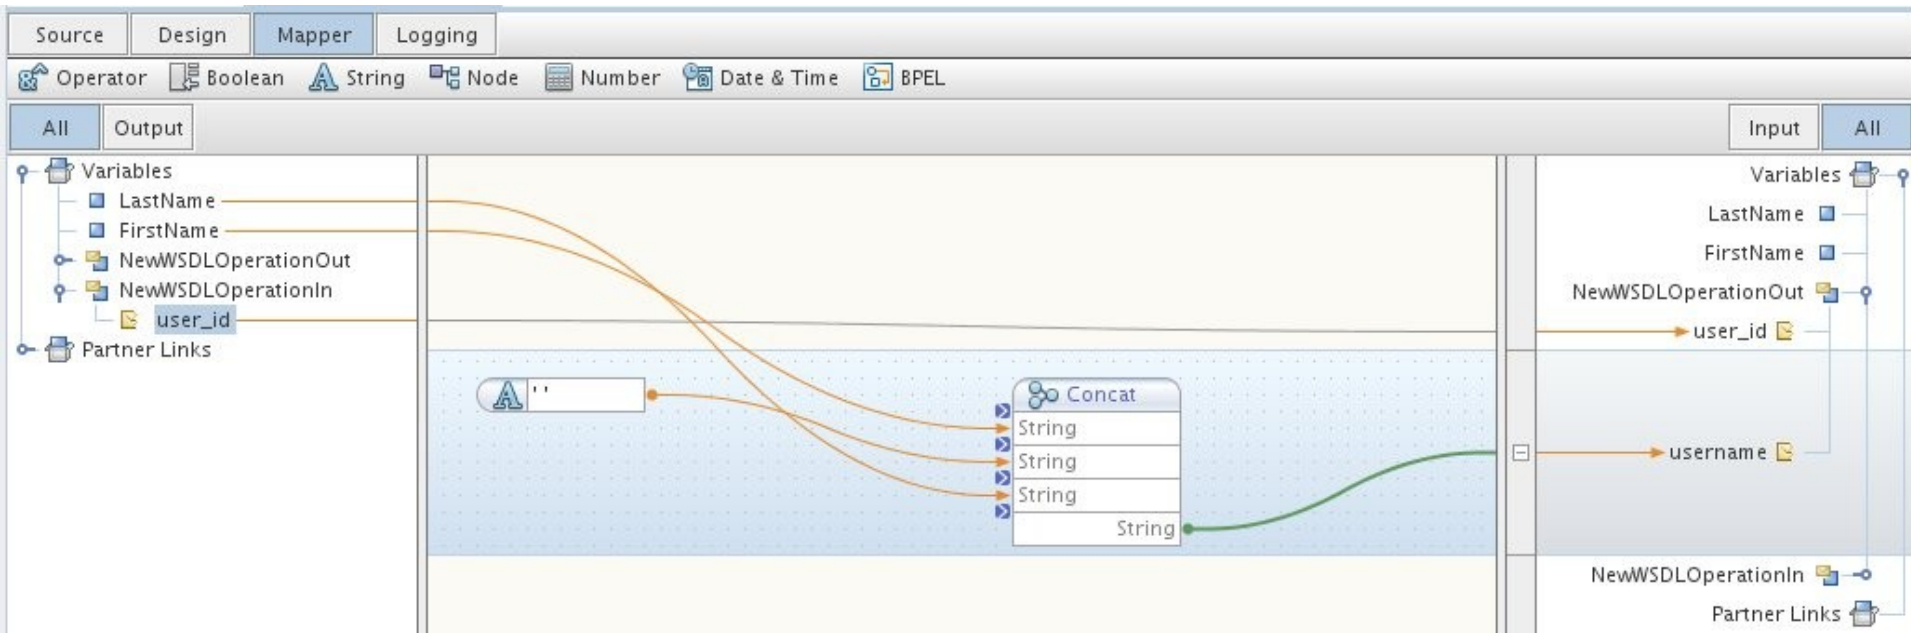 Source Design Mapper Logging
Operator Boolean String Node Number Date & Time BPEL
All Output Input All
Variables
LastName
FirstName
NewWSDLOperationOut
NewWSDLOperationIn
user_id
Partner Links
' '
Concat
String
String
String
String
Variables
LastName
FirstName
NewWSDLOperationOut
user_id
username
NewWSDLOperationIn
Partner Links